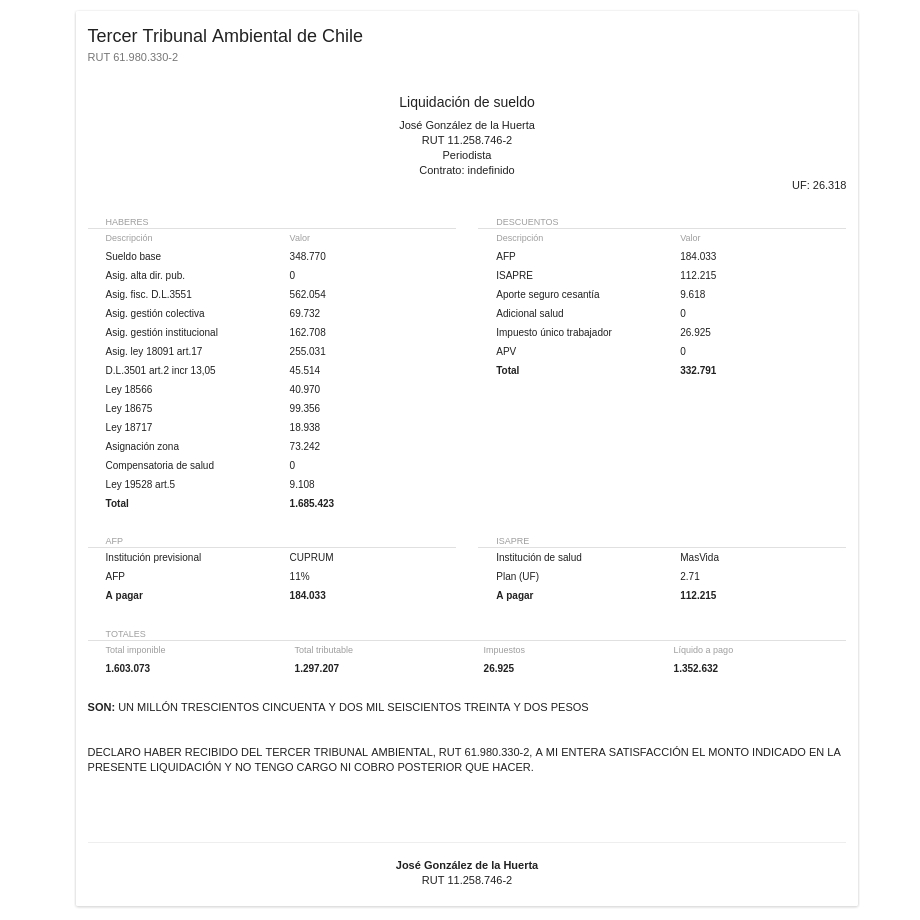 Tercer Tribunal Ambiental de Chile
RUT 61.980.330-2
Liquidación de sueldo
José González de la Huerta
RUT 11.258.746-2
Periodista
Contrato: indefinido
UF: 26.318
HABERES
Descripción Valor
Sueldo base 348.770
Asig. alta dir. pub. 0
Asig. fisc. D.L.3551 562.054
Asig. gestión colectiva 69.732
Asig. gestión institucional 162.708
Asig. ley 18091 art.17 255.031
D.L.3501 art.2 incr 13,05 45.514
Ley 18566 40.970
Ley 18675 99.356
Ley 18717 18.938
Asignación zona 73.242
Compensatoria de salud 0
Ley 19528 art.5 9.108
Total 1.685.423
DESCUENTOS
Descripción Valor
AFP 184.033
ISAPRE 112.215
Aporte seguro cesantía 9.618
Adicional salud 0
Impuesto único trabajador 26.925
APV 0
Total 332.791
AFP
Institución previsional CUPRUM
AFP 11%
A pagar 184.033
ISAPRE
Institución de salud MasVida
Plan (UF) 2.71
A pagar 112.215
TOTALES
Total imponible Total tributable Impuestos Líquido a pago
1.603.073 1.297.207 26.925 1.352.632
SON: UN MILLÓN TRESCIENTOS CINCUENTA Y DOS MIL SEISCIENTOS TREINTA Y DOS PESOS
DECLARO HABER RECIBIDO DEL TERCER TRIBUNAL AMBIENTAL, RUT 61.980.330-2, A MI ENTERA SATISFACCIÓN EL MONTO INDICADO EN LA
PRESENTE LIQUIDACIÓN Y NO TENGO CARGO NI COBRO POSTERIOR QUE HACER.
José González de la Huerta
RUT 11.258.746-2